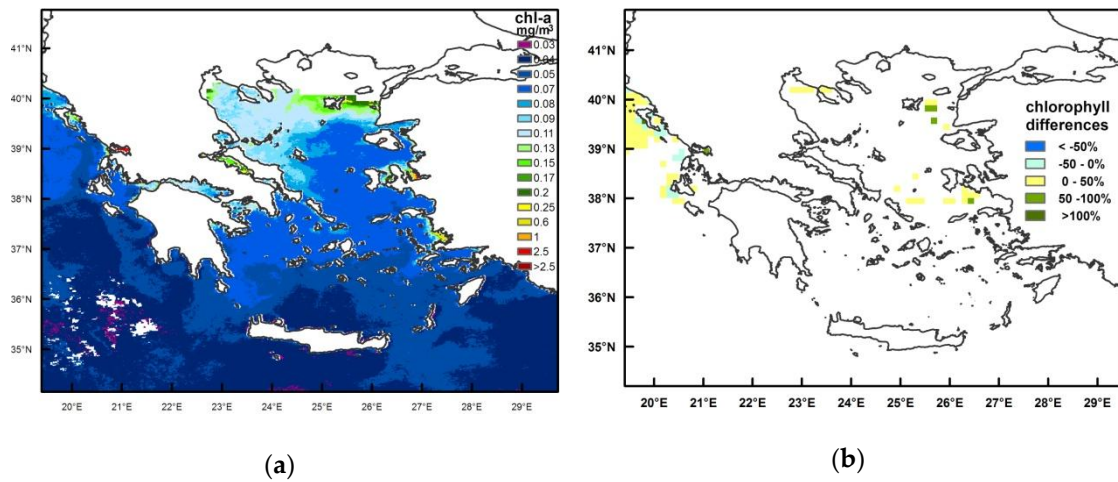 chl-a
mg/m³
0.03
0.04
0.05
0.07
0.08
0.09
0.11
0.13
0.15
0.17
0.2
0.25
0.6
1
2.5
>2.5
41°N
40°N
39°N
38°N
37°N
36°N
35°N
20°E 21°E 22°E 23°E 24°E 25°E 26°E 27°E 28°E 29°E
(a)
41°N
40°N
39°N
38°N
37°N
36°N
35°N
chlorophyll
differences
< -50%
-50 - 0%
0 - 50%
50 -100%
>100%
20°E 21°E 22°E 23°E 24°E 25°E 26°E 27°E 28°E 29°E
(b)